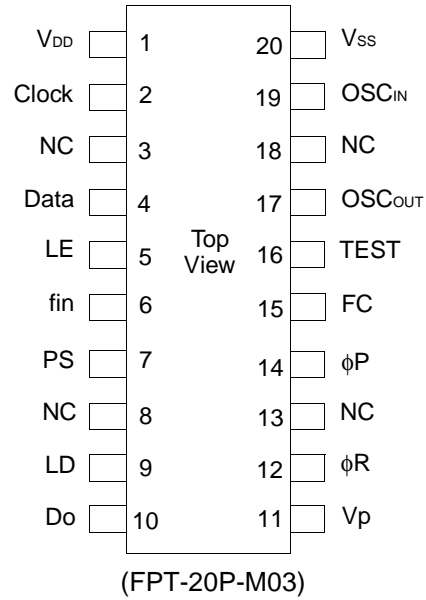 VDD 1 20 VSS
Clock 2 19 OSCIN
NC 3 18 NC
Data 4 17 OSCOUT
LE 5 Top View 16 TEST
fin 6 15 FC
PS 7 14 ϕP
NC 8 13 NC
LD 9 12 ϕR
Do 10 11 Vp
(FPT-20P-M03)